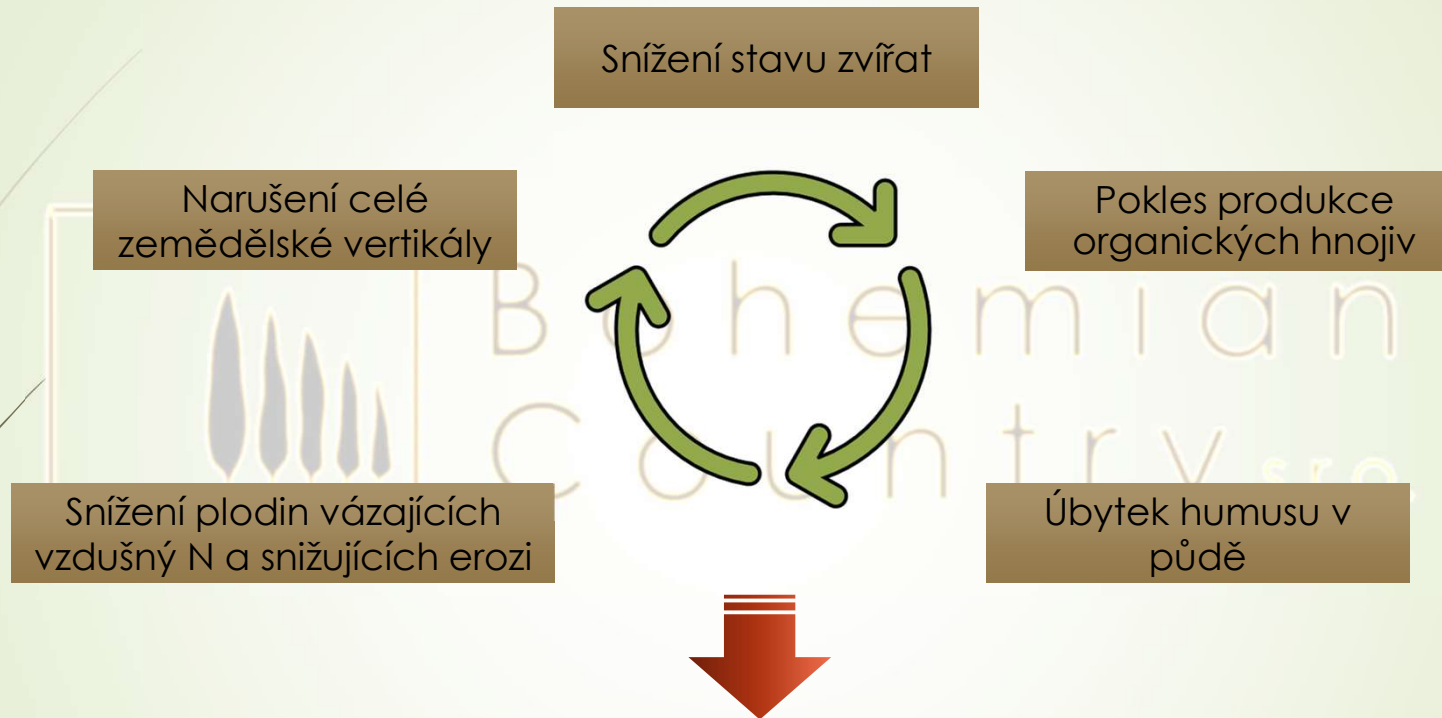 Snížení stavu zvířat
Narušení celé
zemědělské vertikály
Pokles produkce
organických hnojiv
Bohemian
Country s.r.o.
Snížení plodin vázajících
vzdušný N a snižujících erozi
Úbytek humusu v
půdě